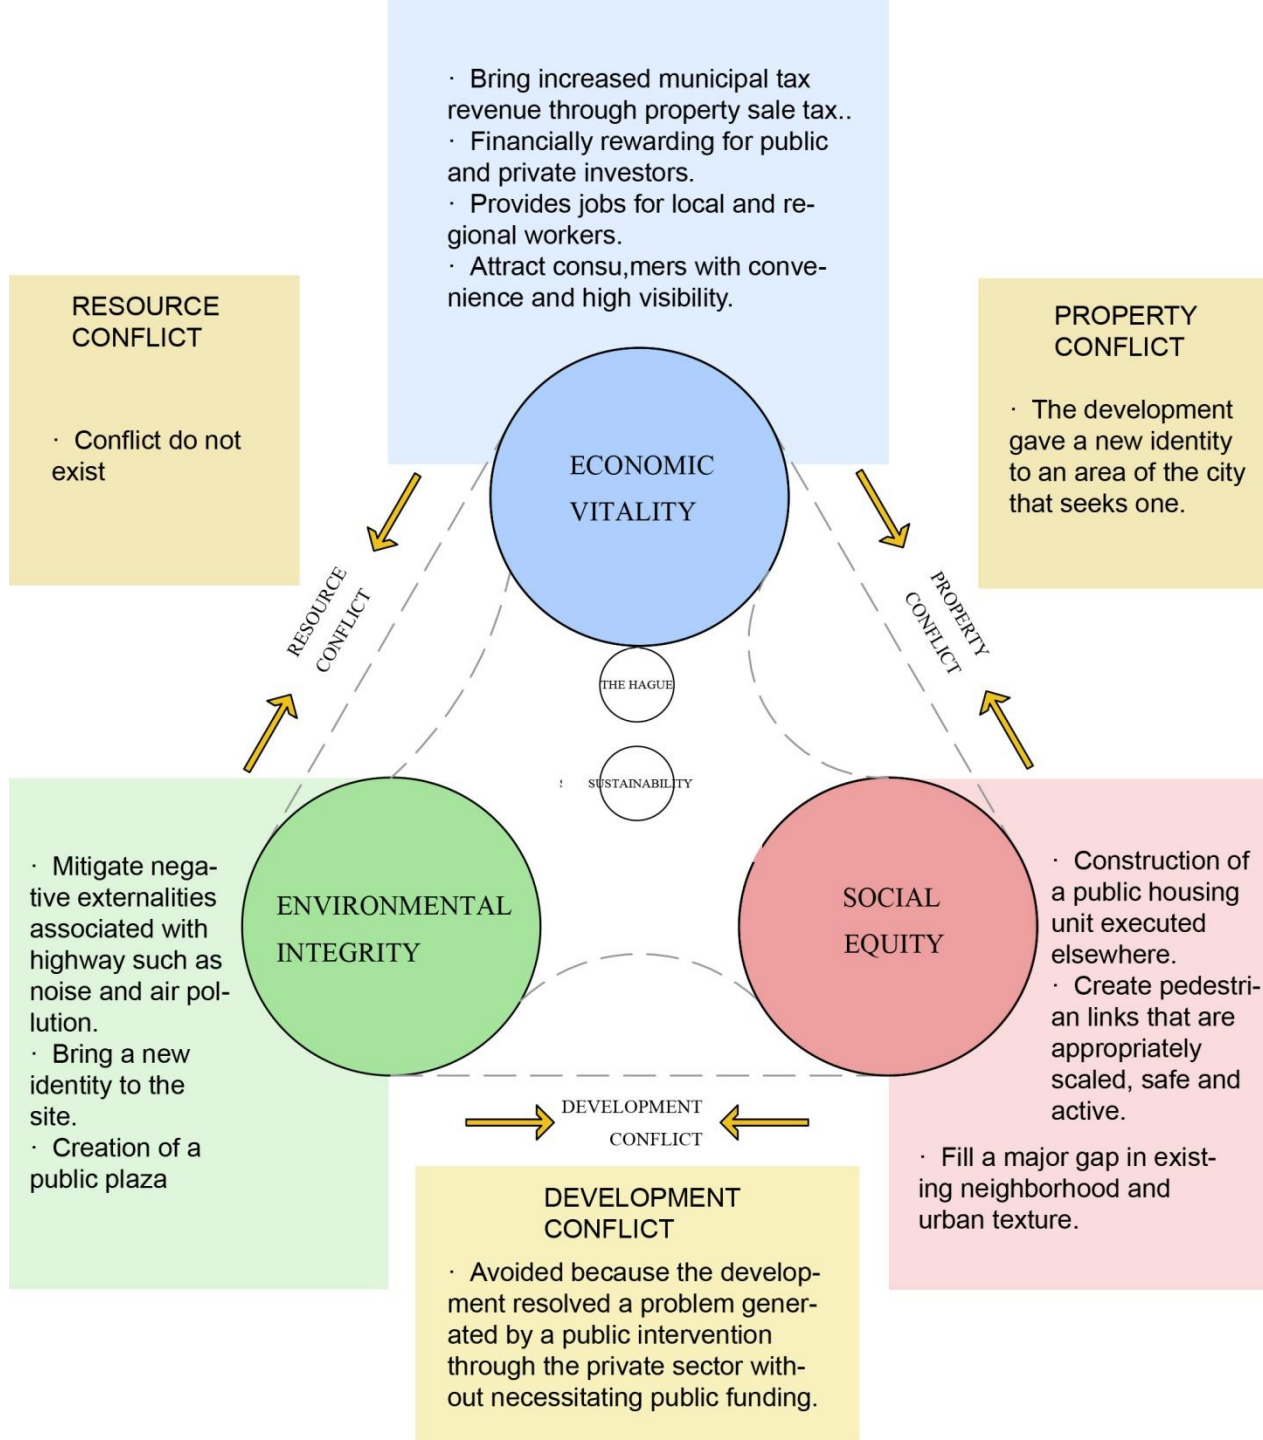 · Bring increased municipal tax
revenue through property sale tax..
· Financially rewarding for public
and private investors.
· Provides jobs for local and re-
gional workers.
· Attract consu,mers with conve-
nience and high visibility.
RESOURCE
CONFLICT
· Conflict do not
exist
PROPERTY
CONFLICT
· The development
gave a new identity
to an area of the city
that seeks one.
ECONOMIC
VITALITY
RESOURCE
CONFLICT
PROPERTY
CONFLICT
THE HAGUE
SUSTAINABILITY
· Mitigate nega-
tive externalities
associated with
highway such as
noise and air pol-
lution.
· Bring a new
identity to the
site.
· Creation of a
public plaza
ENVIRONMENTAL
INTEGRITY
SOCIAL
EQUITY
· Construction of
a public housing
unit executed
elsewhere.
· Create pedestri-
an links that are
appropriately
scaled, safe and
active.
· Fill a major gap in exist-
ing neighborhood and
urban texture.
DEVELOPMENT
CONFLICT
DEVELOPMENT
CONFLICT
· Avoided because the develop-
ment resolved a problem gener-
ated by a public intervention
through the private sector with-
out necessitating public funding.